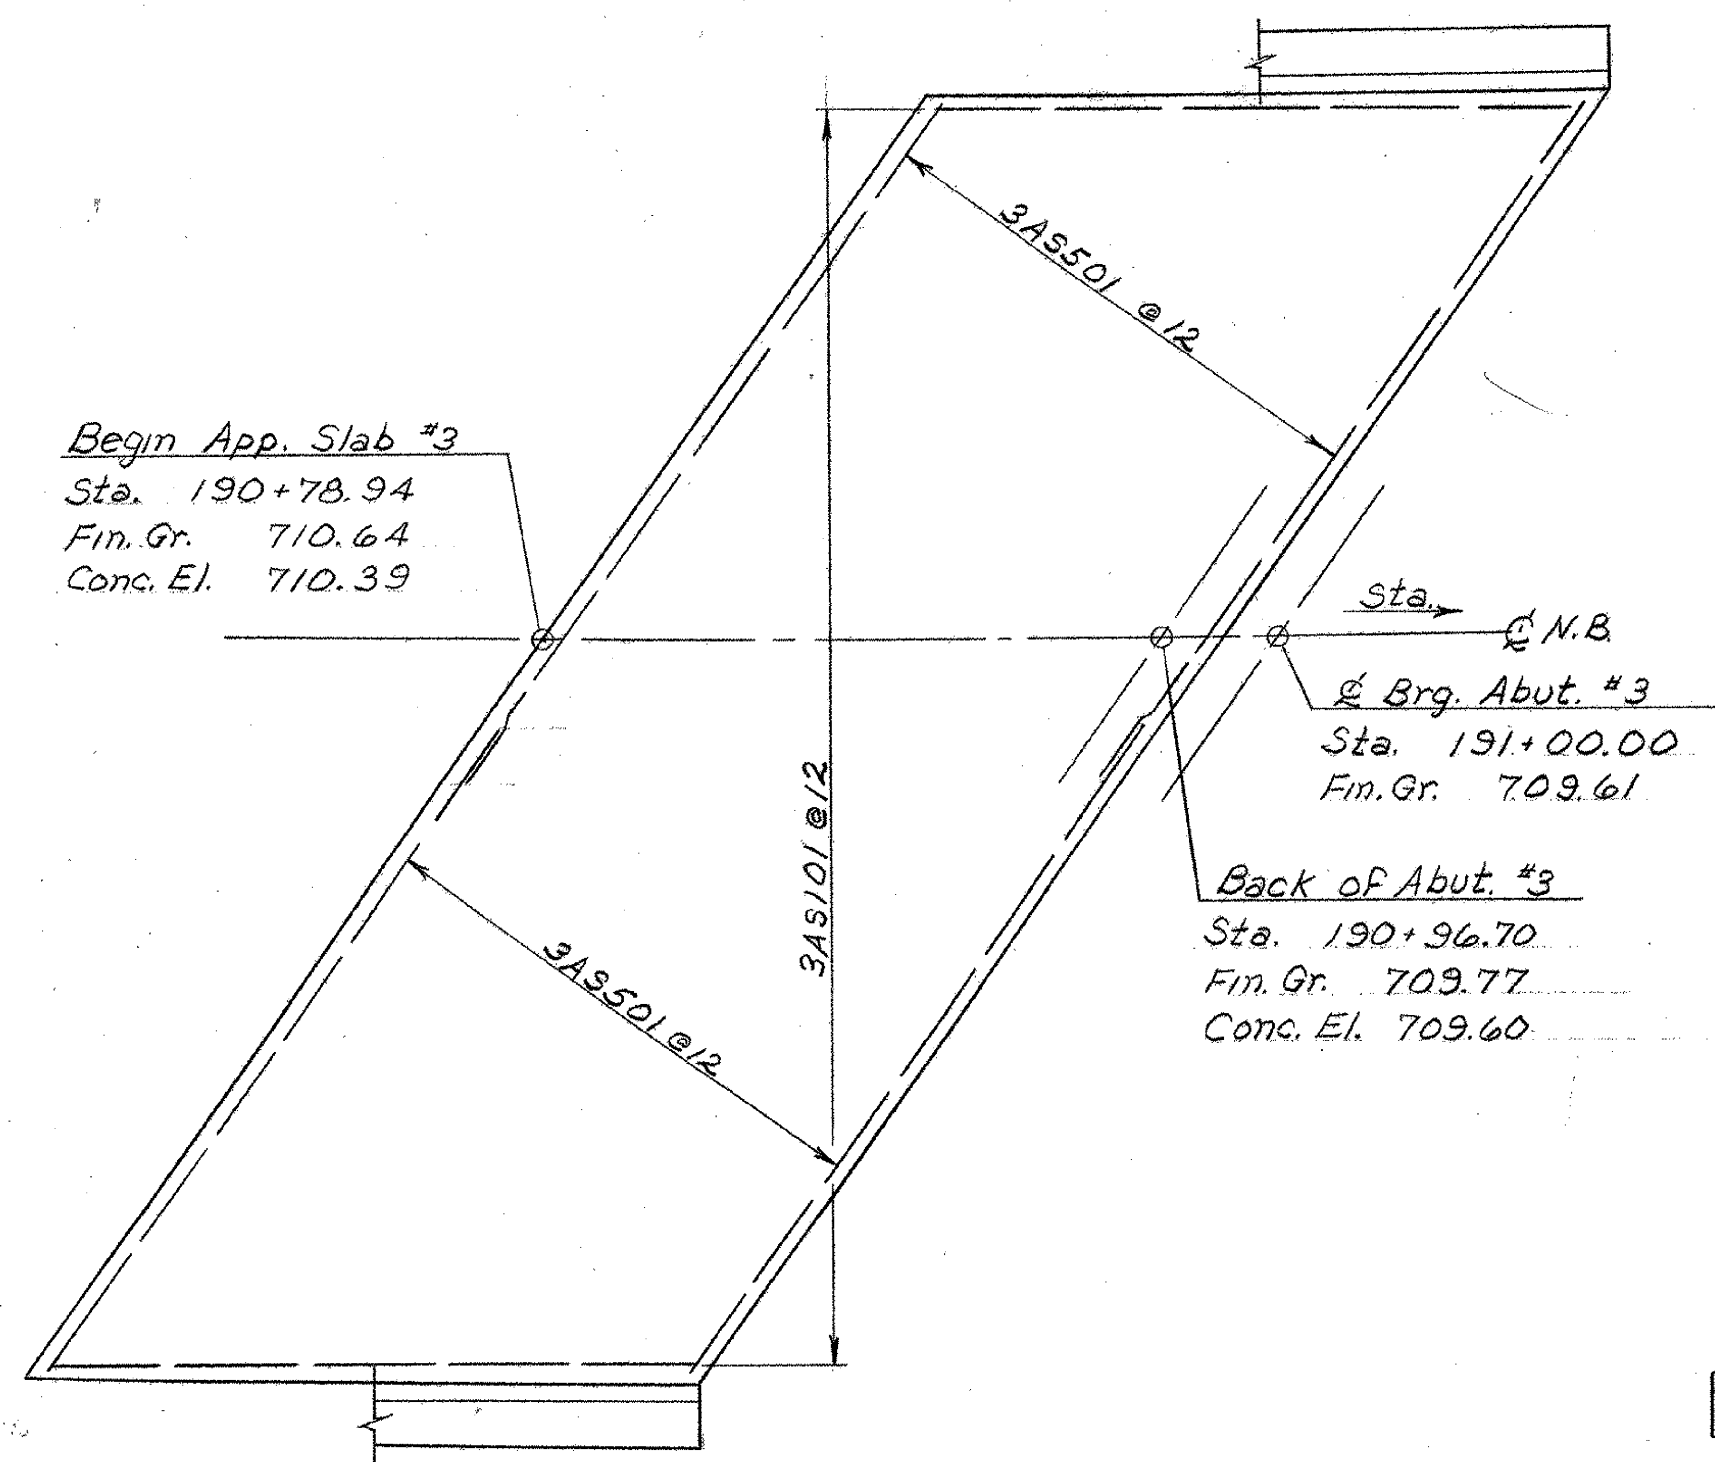 3AS501 @12
Begin App. Slab #3
Sta. 190+78.94
Fin. Gr. 710.64
Conc. El. 710.39
Sta.
℄ N.B.
℄ Brg. Abut. #3
Sta. 191+00.00
Fin. Gr. 709.61
3AS101 @12
Back of Abut. #3
Sta. 190+96.70
Fin. Gr. 709.77
Conc. El. 709.60
3AS501 @12